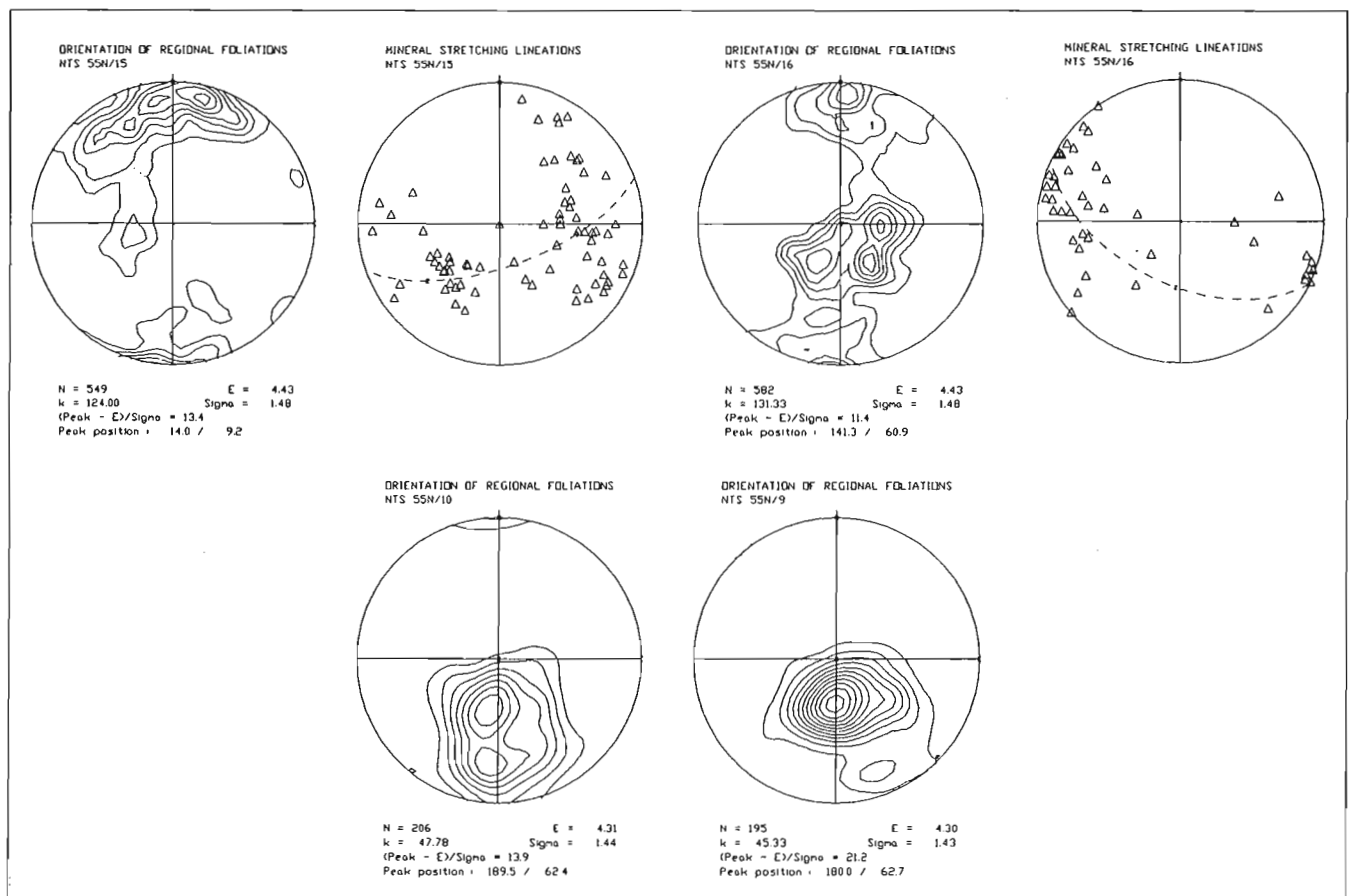 ORIENTATION OF REGIONAL FOLIATIONS
NTS 55N/15
MINERAL STRETCHING LINEATIONS
NTS 55N/15
ORIENTATION OF REGIONAL FOLIATIONS
NTS 55N/16
MINERAL STRETCHING LINEATIONS
NTS 55N/16
N = 549 E = 4.43
k = 124.00 Sigma = 1.48
(Peak - E)/Sigma = 13.4
Peak position : 14.0 / 9.2
N = 582 E = 4.43
k = 131.33 Sigma = 1.48
(Peak - E)/Sigma = 11.4
Peak position : 141.3 / 60.9
ORIENTATION OF REGIONAL FOLIATIONS
NTS 55N/10
ORIENTATION OF REGIONAL FOLIATIONS
NTS 55N/9
N = 206 E = 4.31
k = 47.78 Sigma = 1.44
(Peak - E)/Sigma = 13.9
Peak position : 189.5 / 62.4
N = 195 E = 4.30
k = 45.33 Sigma = 1.43
(Peak - E)/Sigma = 21.2
Peak position : 180.0 / 62.7